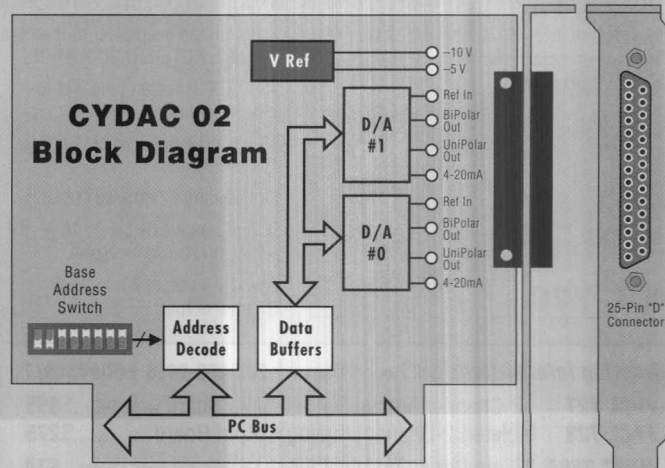 V Ref
–10 V
–5 V
CYDAC 02
Block Diagram
D/A
#1
Ref In
BiPolar
Out
UniPolar
Out
4-20mA
D/A
#0
Ref In
BiPolar
Out
UniPolar
Out
4-20mA
Base
Address
Switch
Address
Decode
Data
Buffers
PC Bus
25-Pin "D"
Connector